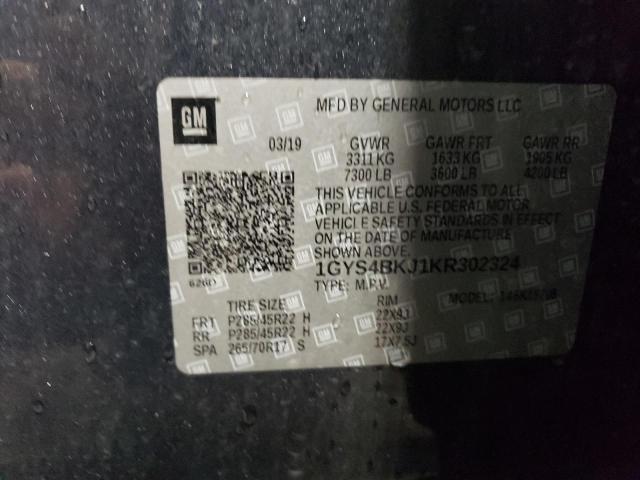 GM
MFD BY GENERAL MOTORS LLC
03/19 GVWR GAWR FRT GAWR RR
3311 KG 1633 KG 1905 KG
7300 LB 3600 LB 4200 LB
THIS VEHICLE CONFORMS TO ALL
APPLICABLE U.S. FEDERAL MOTOR
VEHICLE SAFETY STANDARDS IN EFFECT
ON THE DATE OF MANUFACTURE
SHOWN ABOVE.
1GYS4BKJ1KR302324
TYPE: M.P.V. MODEL:
TIRE SIZE RIM
FRT P285/45R22 H 22X9J
RR P285/45R22 H 22X9J
SPA 265/70R17 S 17X7.5J